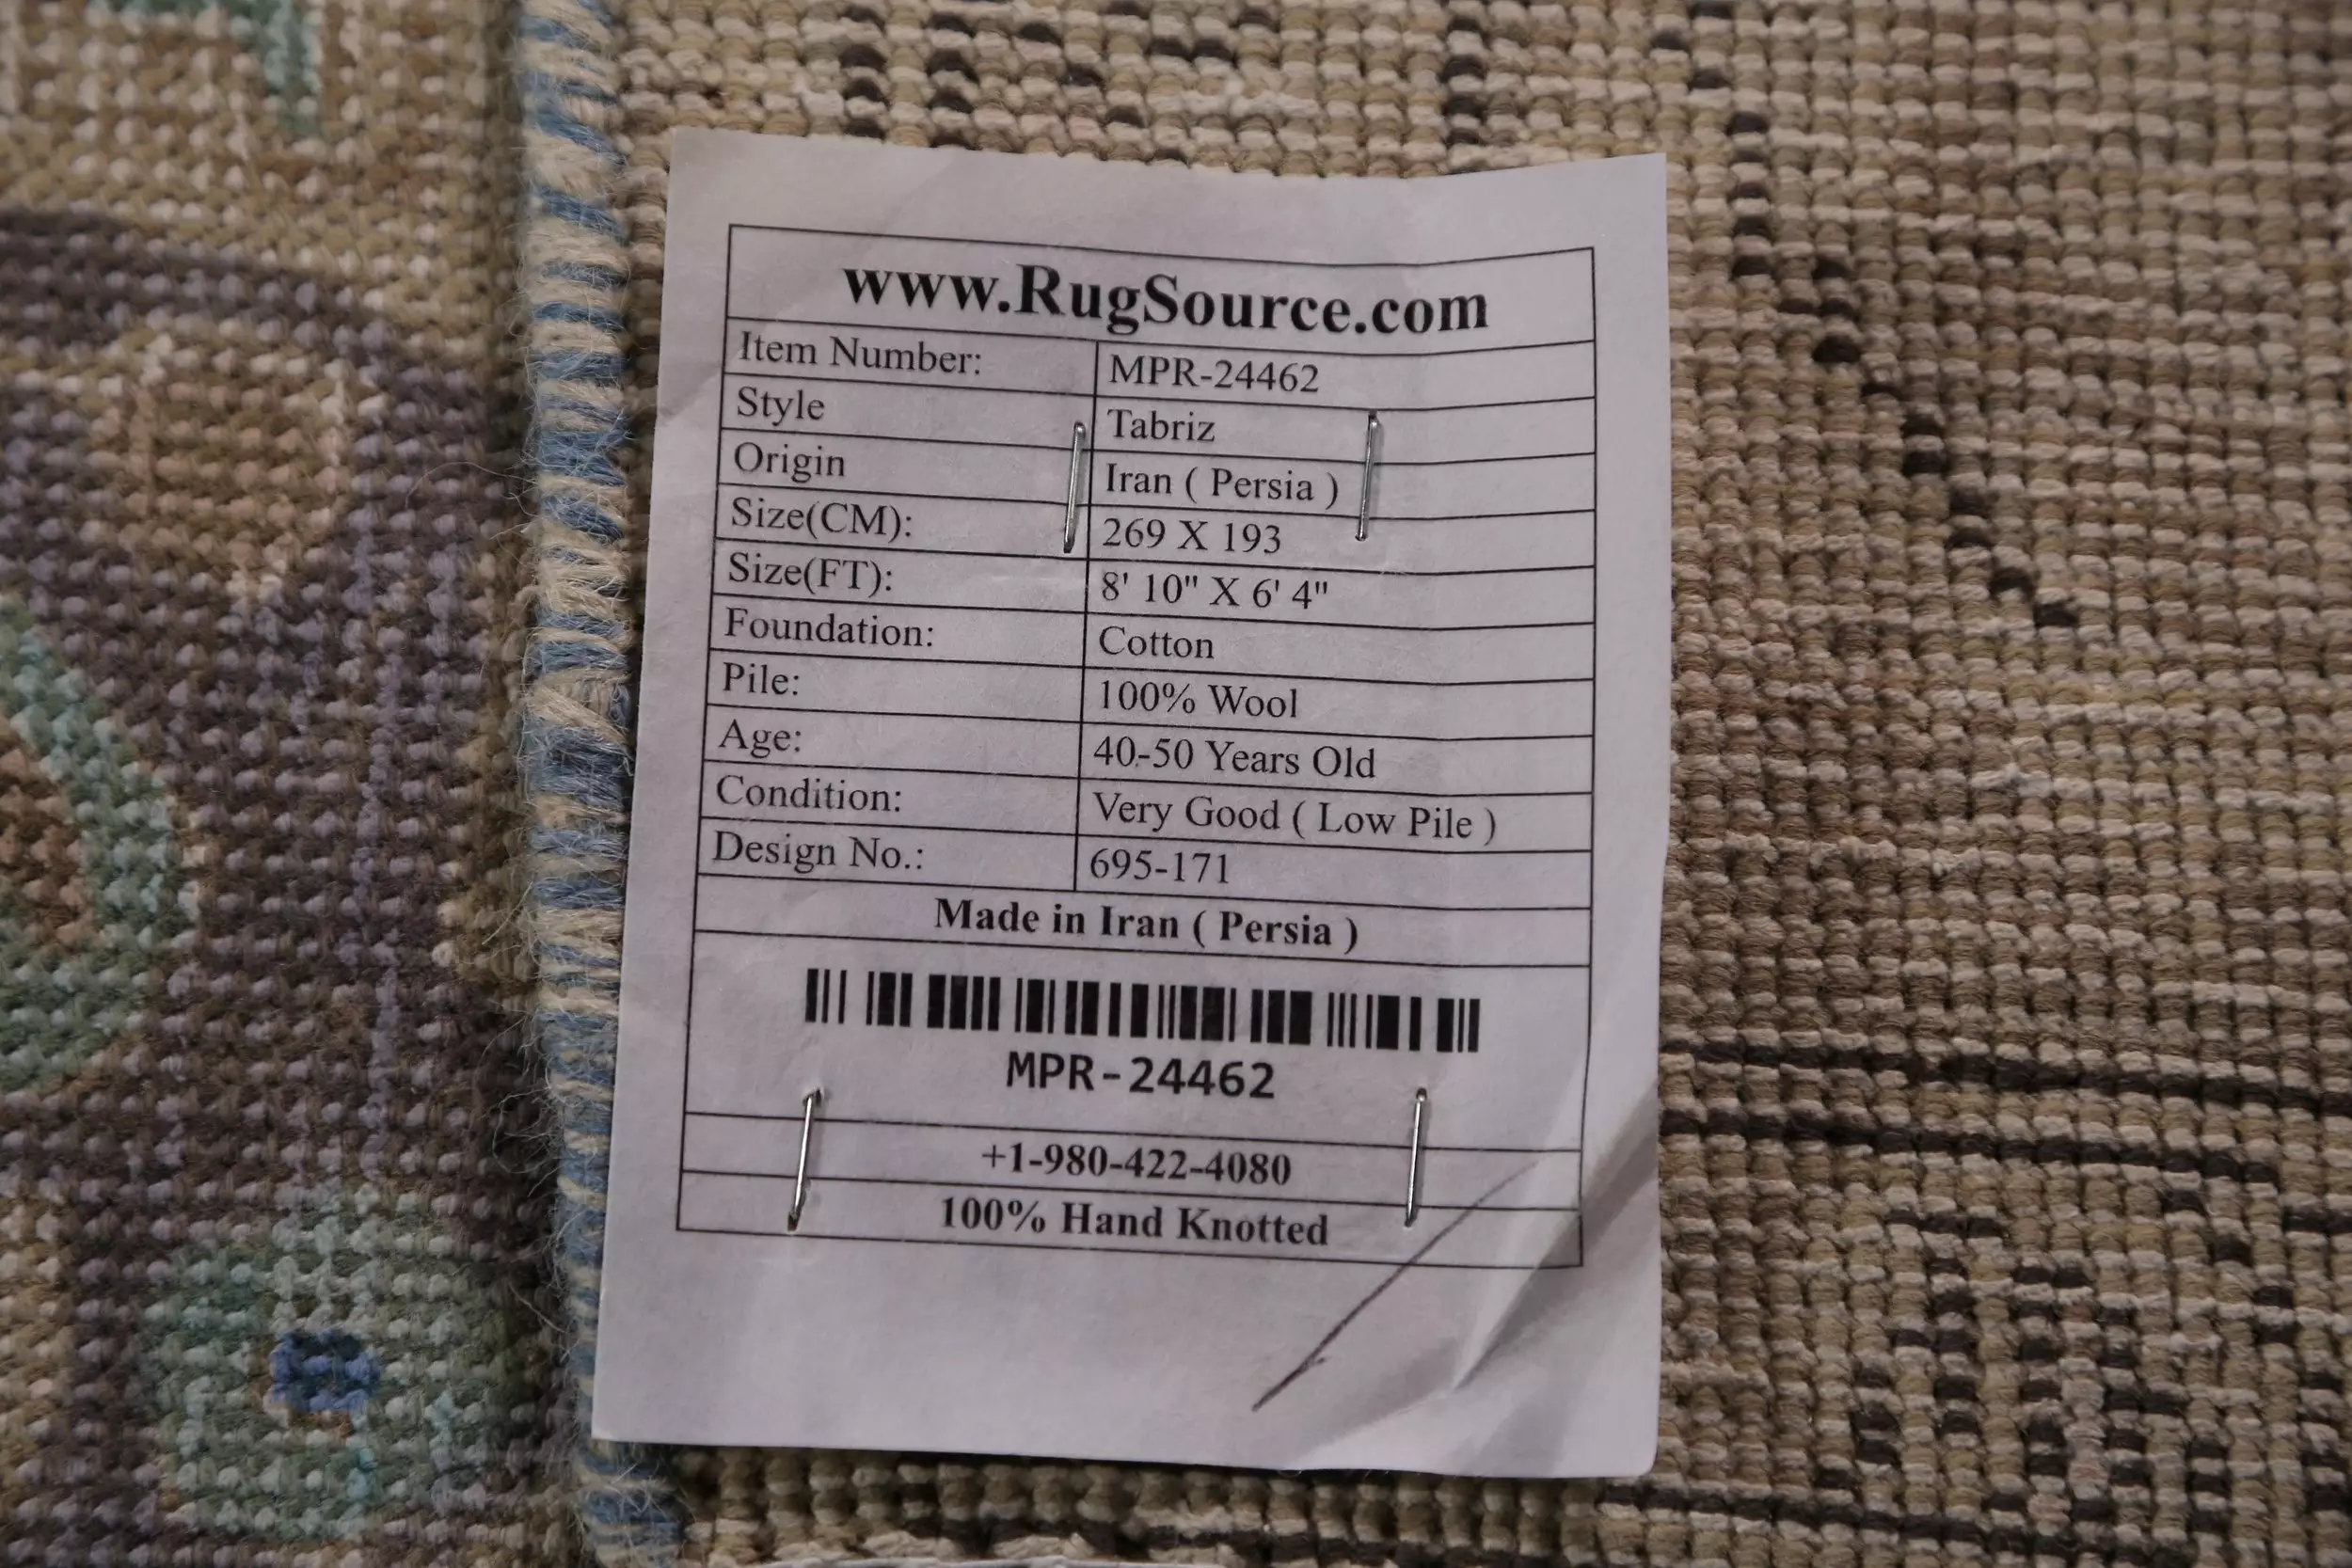 www.RugSource.com
Item Number: MPR-24462
Style Tabriz
Origin Iran ( Persia )
Size(CM): 269 X 193
Size(FT): 8' 10" X 6' 4"
Foundation: Cotton
Pile: 100% Wool
Age: 40-50 Years Old
Condition: Very Good ( Low Pile )
Design No.: 695-171
Made in Iran ( Persia )
MPR-24462
+1-980-422-4080
100% Hand Knotted